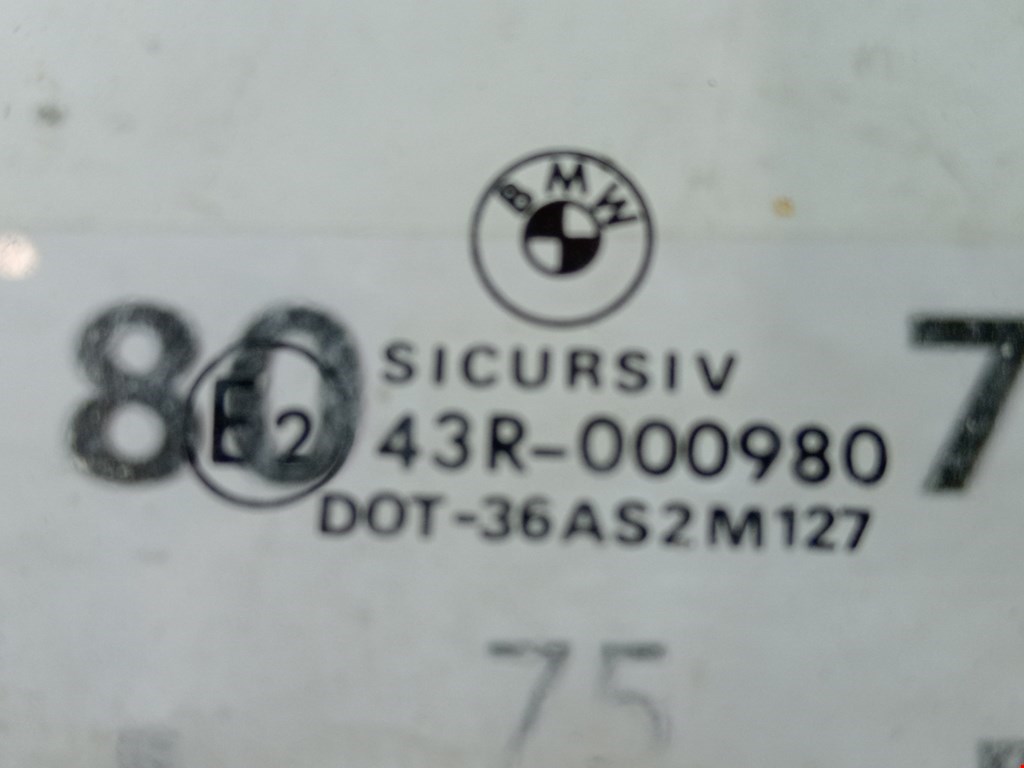 BMW
SICURSIV
80 7
E2 43R-000980
DOT-36AS2M127
75